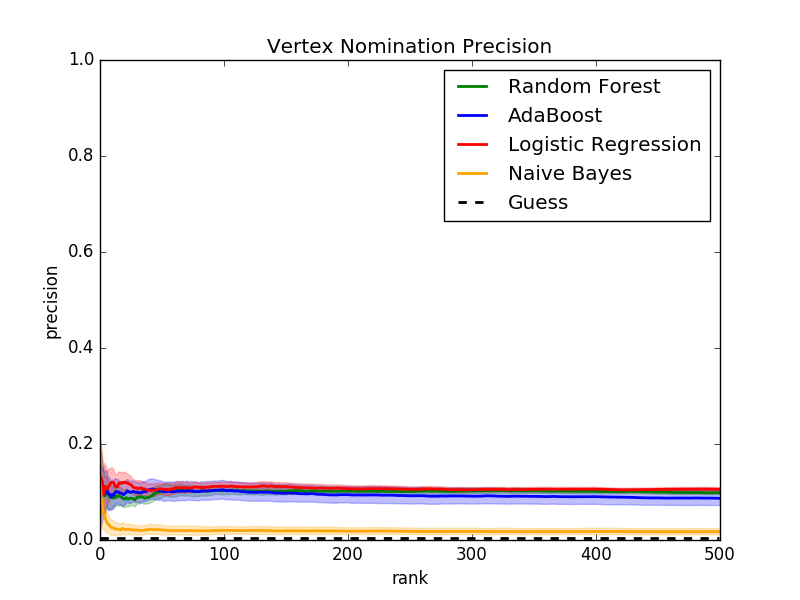 Vertex Nomination Precision
1.0
0.8
0.6
0.4
0.2
0.0
precision
Random Forest
AdaBoost
Logistic Regression
Naive Bayes
Guess
0 100 200 300 400 500
rank